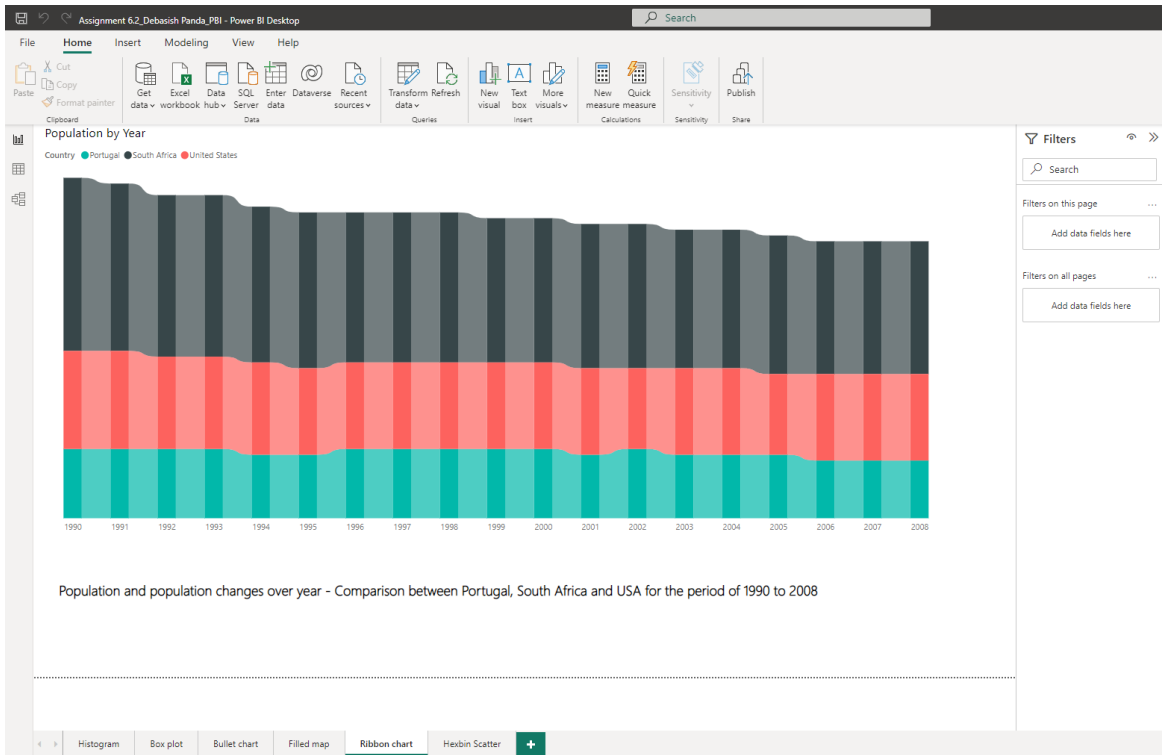 Assignment 6.2_Debasish Panda_PBI - Power BI Desktop
Search
File Home Insert Modeling View Help
Paste
Cut
Copy
Format painter
Clipboard
Get data
Excel workbook
Data hub
SQL Server
Enter data
Dataverse
Recent sources
Data
Transform data
Refresh
Queries
New visual
Text box
More visuals
Insert
New measure
Quick measure
Calculations
Sensitivity
Sensitivity
Publish
Share
Population by Year
Country Portugal South Africa United States
1990 1991 1992 1993 1994 1995 1996 1997 1998 1999 2000 2001 2002 2003 2004 2005 2006 2007 2008
Population and population changes over year - Comparison between Portugal, South Africa and USA for the period of 1990 to 2008
Filters
Search
Filters on this page ...
Add data fields here
Filters on all pages ...
Add data fields here
Histogram Box plot Bullet chart Filled map Ribbon chart Hexbin Scatter +